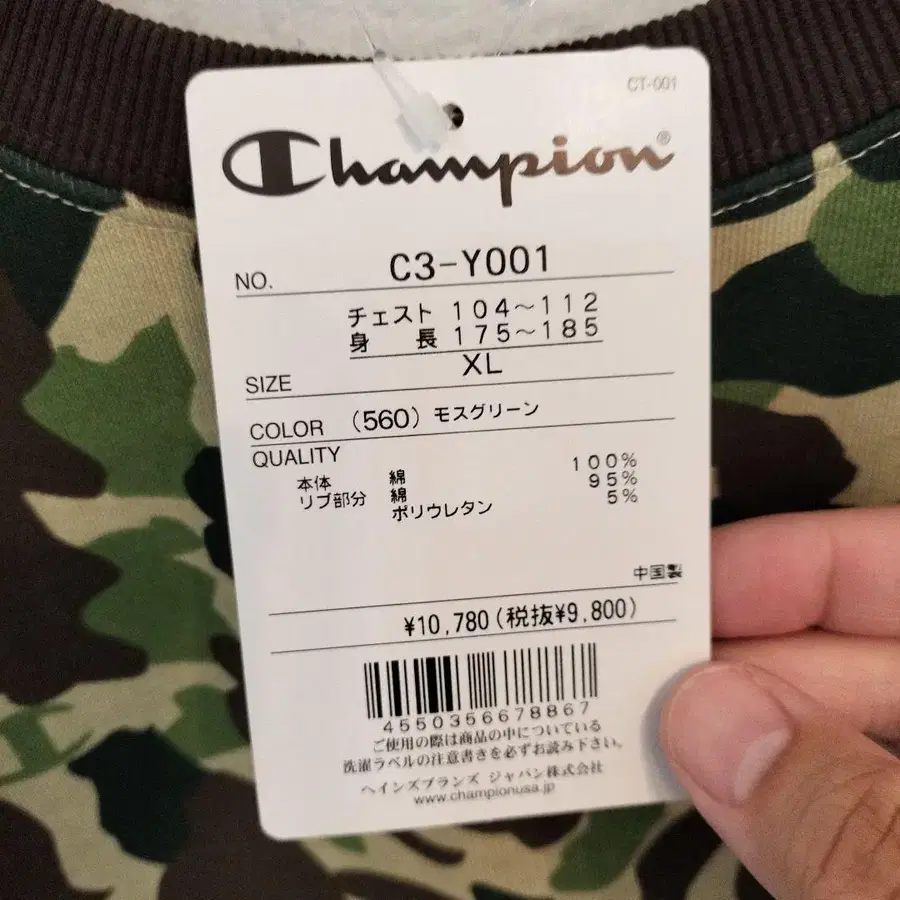 CT-001
Champion®
NO. C3-Y001
チェスト 104～112
身長 175～185
SIZE XL
COLOR (560) モスグリーン
QUALITY
本体 綿 100%
リブ部分 綿 95%
ポリウレタン 5%
中国製
¥10,780(税抜¥9,800)
4550356678867
ご使用の際は商品の中についている
洗濯ラベルの注意書きを必ずお読み下さい。
ヘインズブランズ ジャパン株式会社
www.championusa.jp